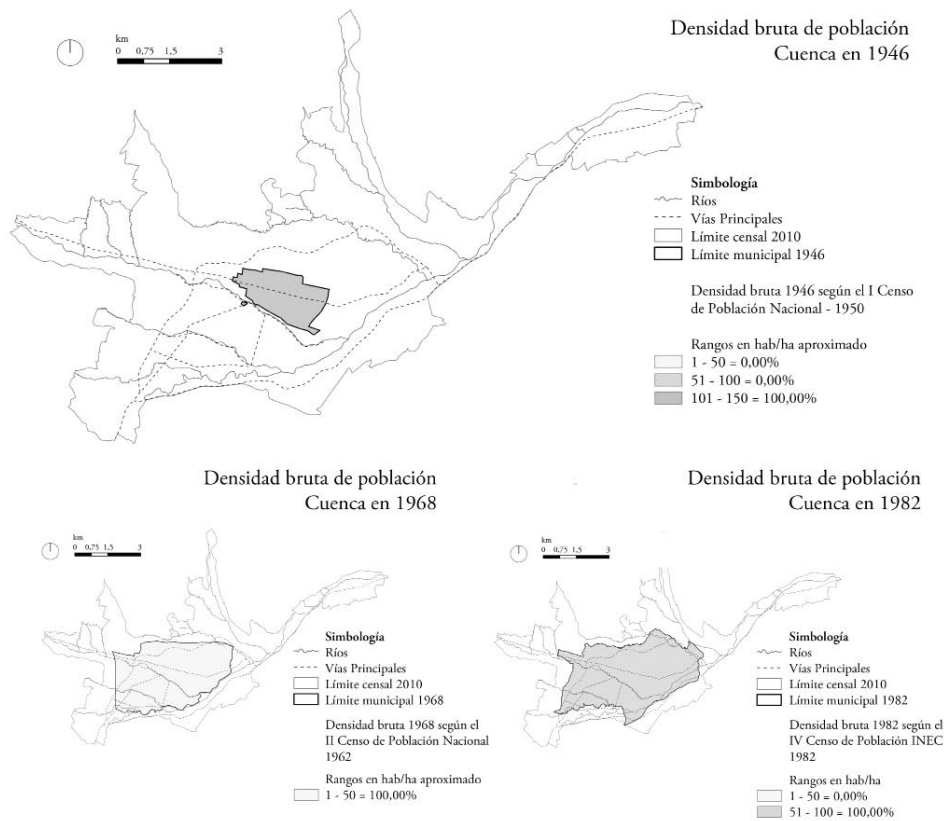 Densidad bruta de población
Cuenca en 1946
km
0 0,75 1,5 3
Simbología
Ríos
Vías Principales
Límite censal 2010
Límite municipal 1946
Densidad bruta 1946 según el I Censo
de Población Nacional - 1950
Rangos en hab/ha aproximado
1 - 50 = 0,00%
51 - 100 = 0,00%
101 - 150 = 100,00%
Densidad bruta de población
Cuenca en 1968
km
0 0,75 1,5 3
Simbología
Ríos
Vías Principales
Límite censal 2010
Límite municipal 1968
Densidad bruta 1968 según el
II Censo de Población Nacional
1962
Rangos en hab/ha aproximado
1 - 50 = 100,00%
Densidad bruta de población
Cuenca en 1982
km
0 0,75 1,5 3
Simbología
Ríos
Vías Principales
Límite censal 2010
Límite municipal 1982
Densidad bruta 1982 según el
IV Censo de Población INEC
1982
Rangos en hab/ha
1 - 50 = 0,00%
51 - 100 = 100,00%